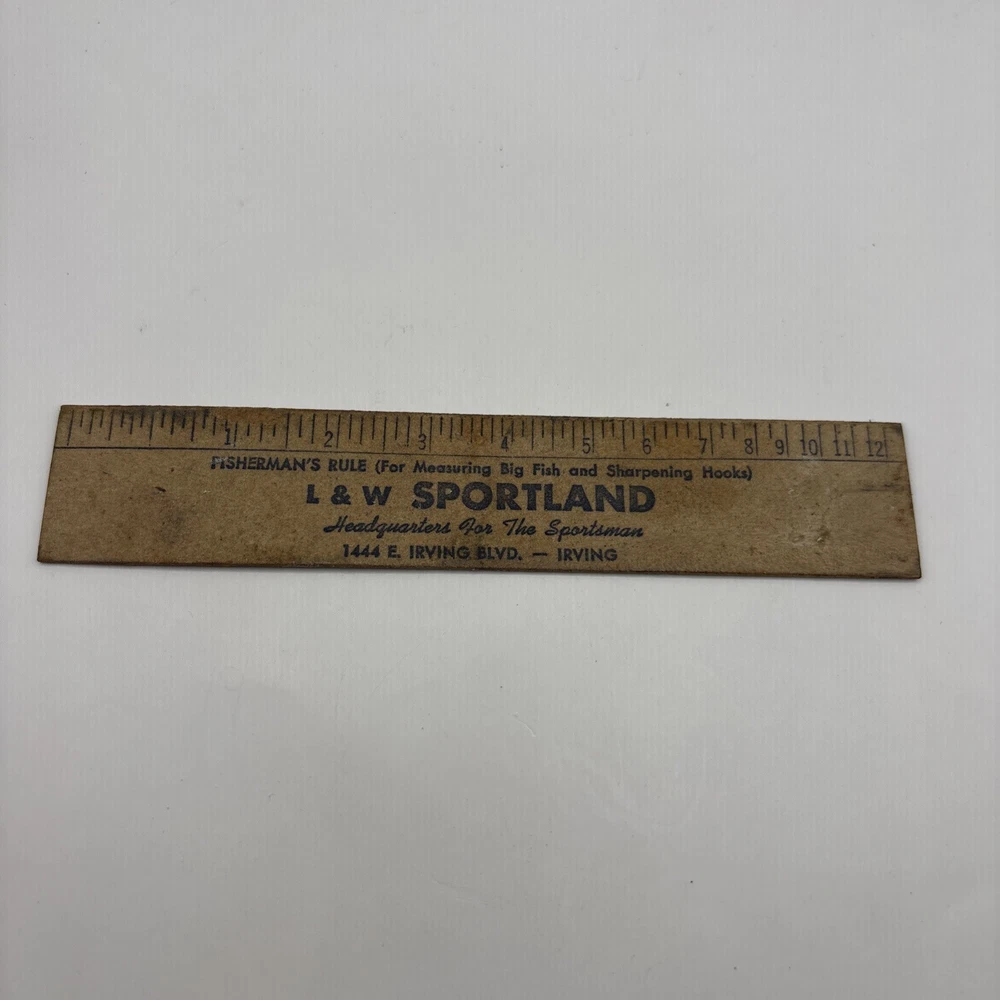 1 2 3 4 5 6 7 8 9 10 11 12
FISHERMAN'S RULE (For Measuring Big Fish and Sharpening Hooks)
L & W SPORTLAND
Headquarters For The Sportsman
1444 E. IRVING BLVD. — IRVING